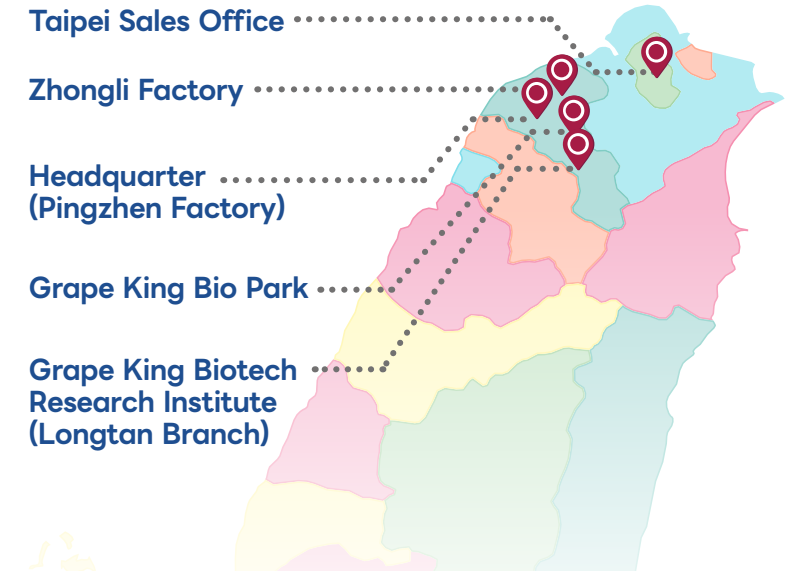 Taipei Sales Office
Zhongli Factory
Headquarter
(Pingzhen Factory)
Grape King Bio Park
Grape King Biotech
Research Institute
(Longtan Branch)